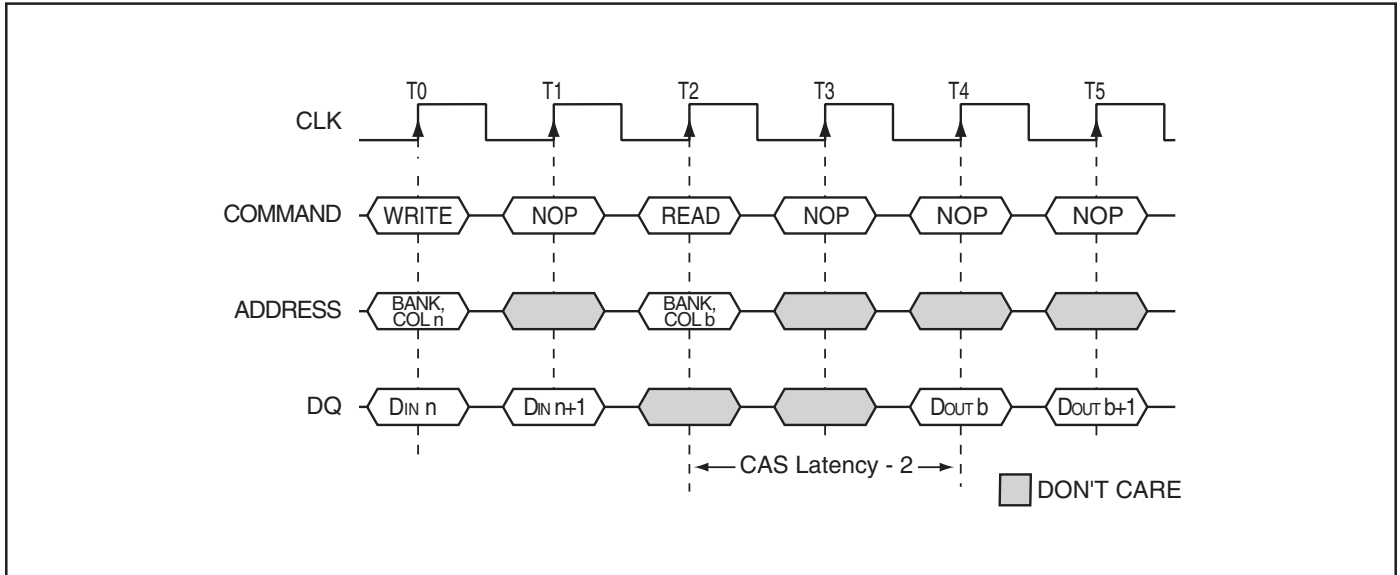 T0 T1 T2 T3 T4 T5
CLK
COMMAND WRITE NOP READ NOP NOP NOP
ADDRESS BANK, COL n BANK, COL b
DQ DIN n DIN n+1 DOUT b DOUT b+1
CAS Latency - 2
DON'T CARE